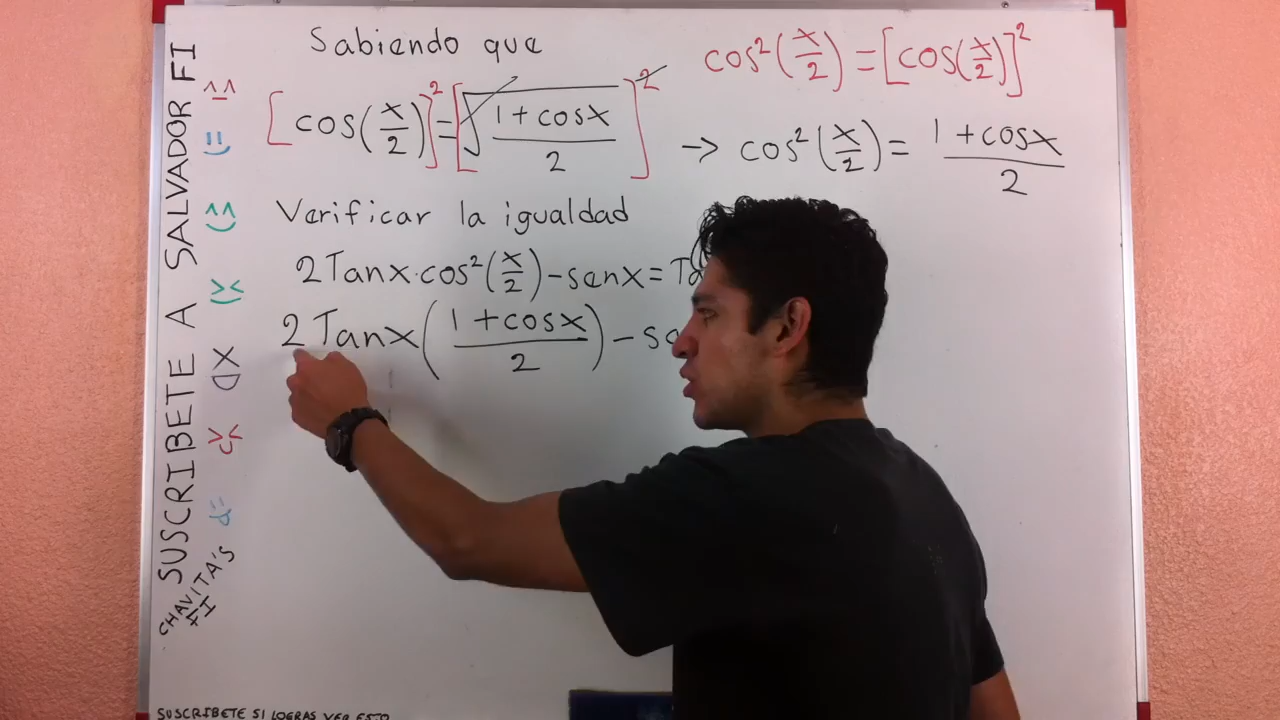 Sabiendo que
[cos(x/2)]² = [√((1+cosx)/2)]²
cos²(x/2) = [cos(x/2)]²
→ cos²(x/2) = (1+cosx)/2
Verificar la igualdad
2Tanx·cos²(x/2)-senx=Ta
2Tanx((1+cosx)/2)-se
SUSCRIBETE A SALVADOR FI
^_^
=)
^^)
><)
XD
>.<
=P
CHAVITA'S
FI
SUSCRIBETE SI LOGRAS VER ESTO